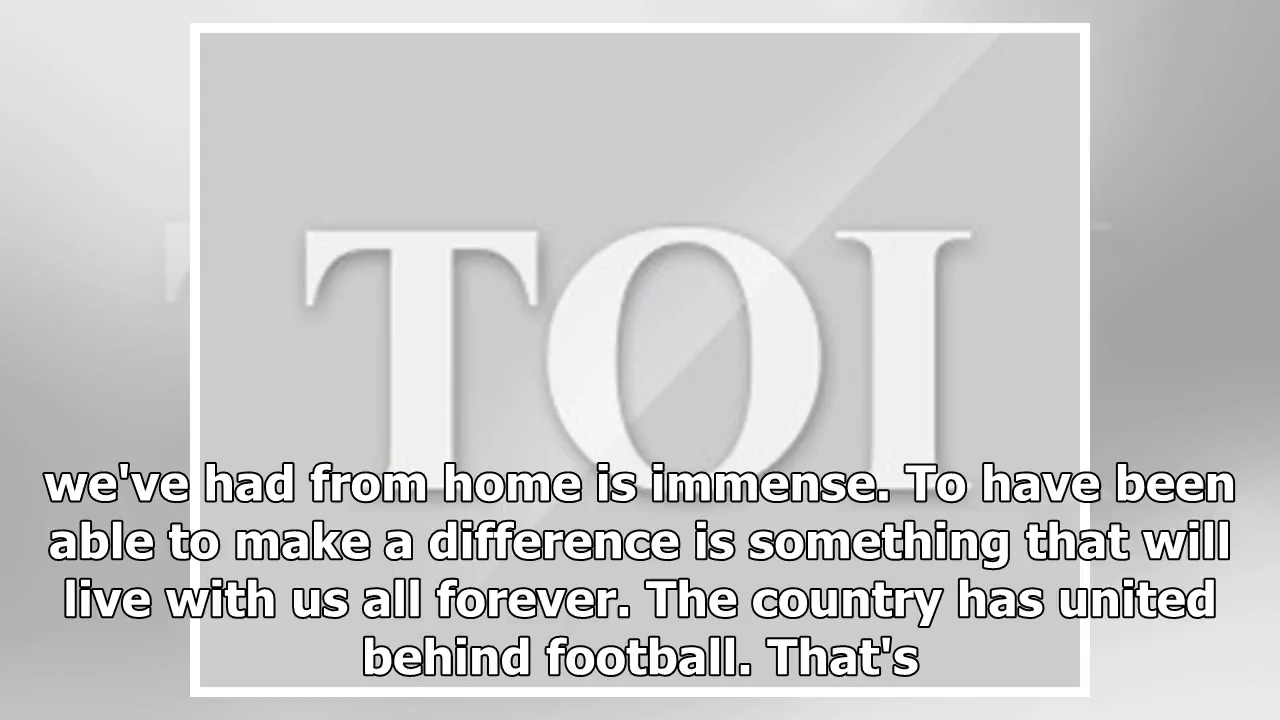 TOI
we've had from home is immense. To have been
able to make a difference is something that will
live with us all forever. The country has united
behind football. That's